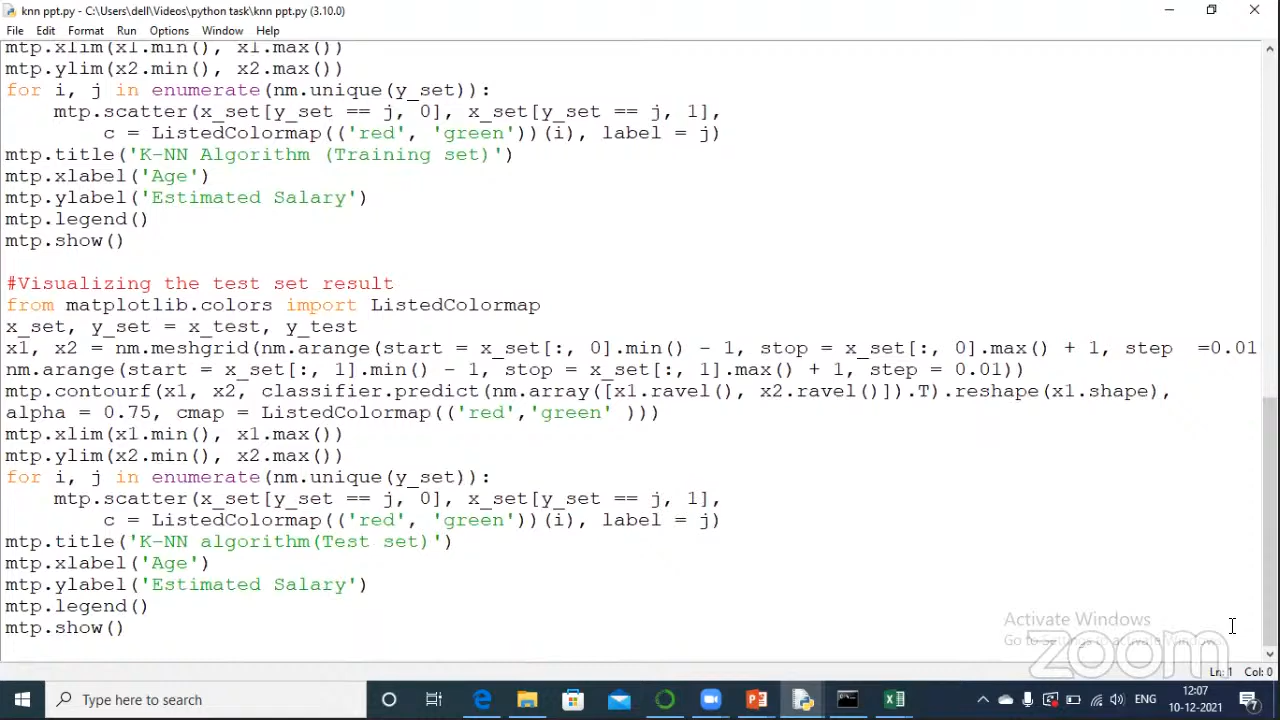 knn ppt.py - C:\Users\dell\Videos\python task\knn ppt.py (3.10.0)
File Edit Format Run Options Window Help
mtp.xlim(x1.min(), x1.max())
mtp.ylim(x2.min(), x2.max())
for i, j in enumerate(nm.unique(y_set)):
    mtp.scatter(x_set[y_set == j, 0], x_set[y_set == j, 1],
        c = ListedColormap(('red', 'green'))(i), label = j)
mtp.title('K-NN Algorithm (Training set)')
mtp.xlabel('Age')
mtp.ylabel('Estimated Salary')
mtp.legend()
mtp.show()
#Visualizing the test set result
from matplotlib.colors import ListedColormap
x_set, y_set = x_test, y_test
x1, x2 = nm.meshgrid(nm.arange(start = x_set[:, 0].min() - 1, stop = x_set[:, 0].max() + 1, step  =0.01
nm.arange(start = x_set[:, 1].min() - 1, stop = x_set[:, 1].max() + 1, step = 0.01))
mtp.contourf(x1, x2, classifier.predict(nm.array([x1.ravel(), x2.ravel()]).T).reshape(x1.shape),
alpha = 0.75, cmap = ListedColormap(('red','green' )))
mtp.xlim(x1.min(), x1.max())
mtp.ylim(x2.min(), x2.max())
for i, j in enumerate(nm.unique(y_set)):
    mtp.scatter(x_set[y_set == j, 0], x_set[y_set == j, 1],
        c = ListedColormap(('red', 'green'))(i), label = j)
mtp.title('K-NN algorithm(Test set)')
mtp.xlabel('Age')
mtp.ylabel('Estimated Salary')
mtp.legend()
mtp.show()
Activate Windows
Go to Settings to activate Windows.
zoom
Ln: 1 Col: 0
Type here to search
ENG
12:07
10-12-2021
7